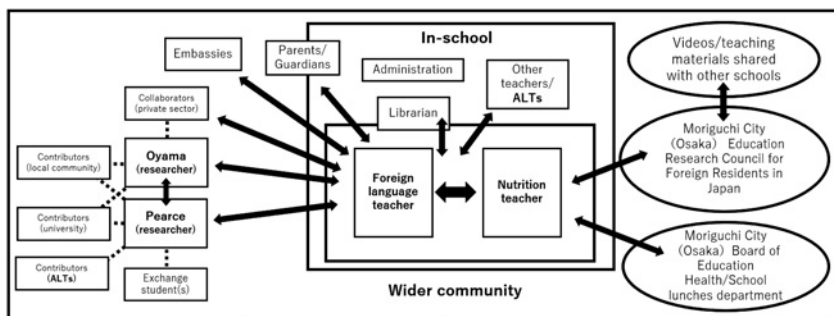 In-school
Embassies
Parents/
Guardians
Administration
Other
teachers/
ALTs
Librarian
Videos/teaching
materials shared
with other schools
Collaborators
(private sector)
Contributors
(local community)
Oyama
(researcher)
Contributors
(university)
Pearce
(researcher)
Contributors
(ALTs)
Exchange
student(s)
Foreign
language
teacher
Nutrition
teacher
Moriguchi City
(Osaka) Education
Research Council for
Foreign Residents in
Japan
Moriguchi City
(Osaka) Board of
Education
Health/School
lunches department
Wider community